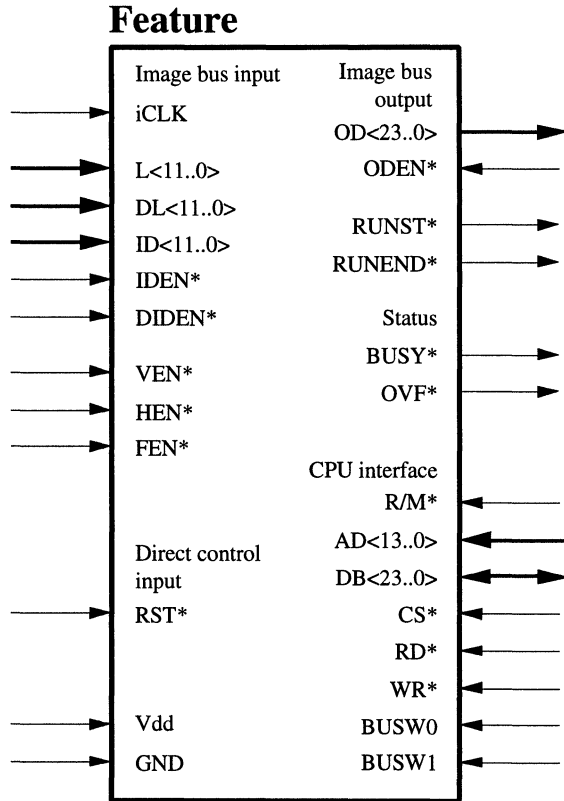 Feature
Image bus input
iCLK
L<11..0>
DL<11..0>
ID<11..0>
IDEN*
DIDEN*
VEN*
HEN*
FEN*
Direct control
input
RST*
Vdd
GND
Image bus
output
OD<23..0>
ODEN*
RUNST*
RUNEND*
Status
BUSY*
OVF*
CPU interface
R/M*
AD<13..0>
DB<23..0>
CS*
RD*
WR*
BUSW0
BUSW1